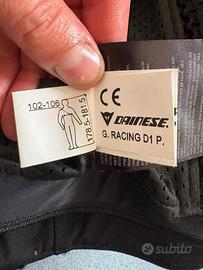 102-106
178.5-181.5
CE
DAINESE.
G. RACING D1 P.
subito